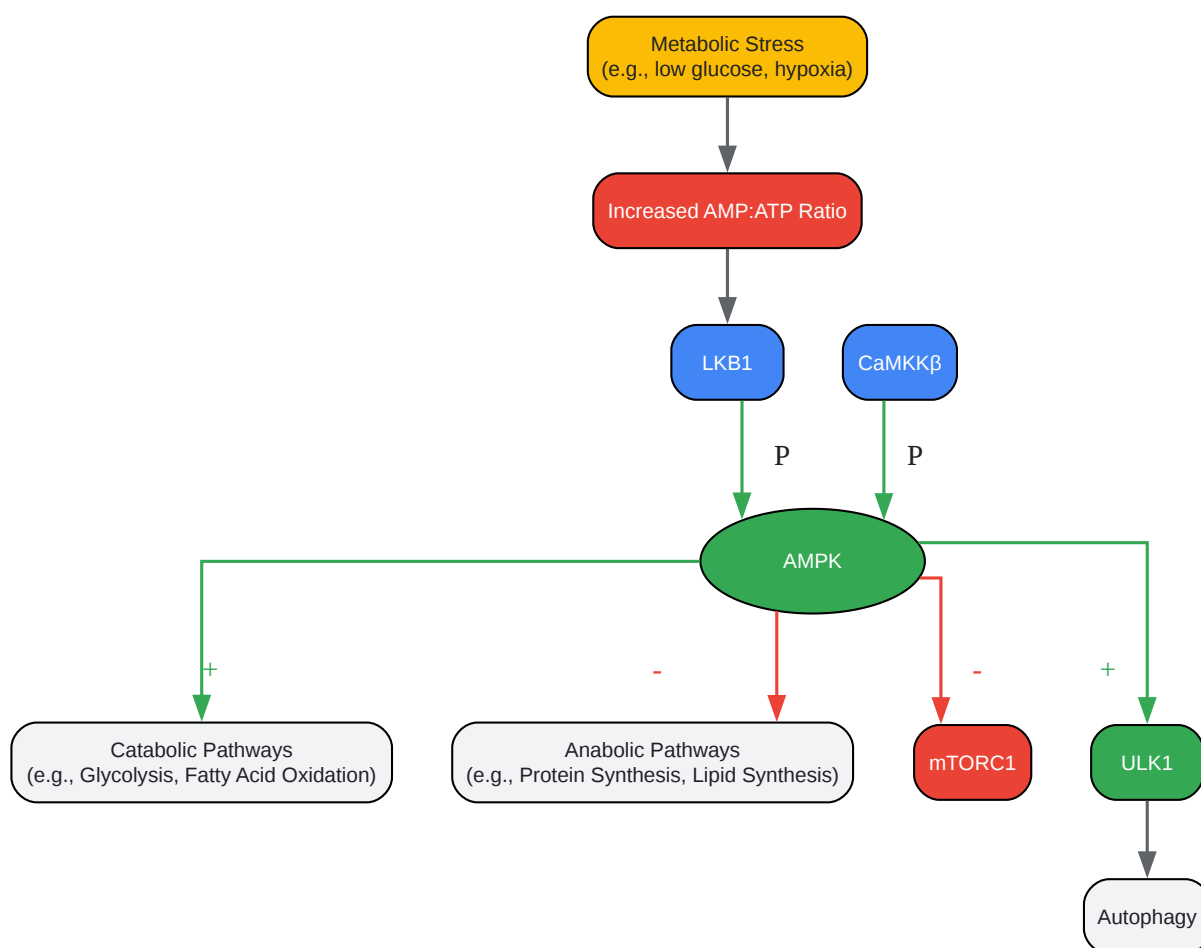 Metabolic Stress
(e.g., low glucose, hypoxia)
Increased AMP:ATP Ratio
LKB1
CaMKKβ
P
P
AMPK
+
-
-
+
Catabolic Pathways
(e.g., Glycolysis, Fatty Acid Oxidation)
Anabolic Pathways
(e.g., Protein Synthesis, Lipid Synthesis)
mTORC1
ULK1
Autophagy